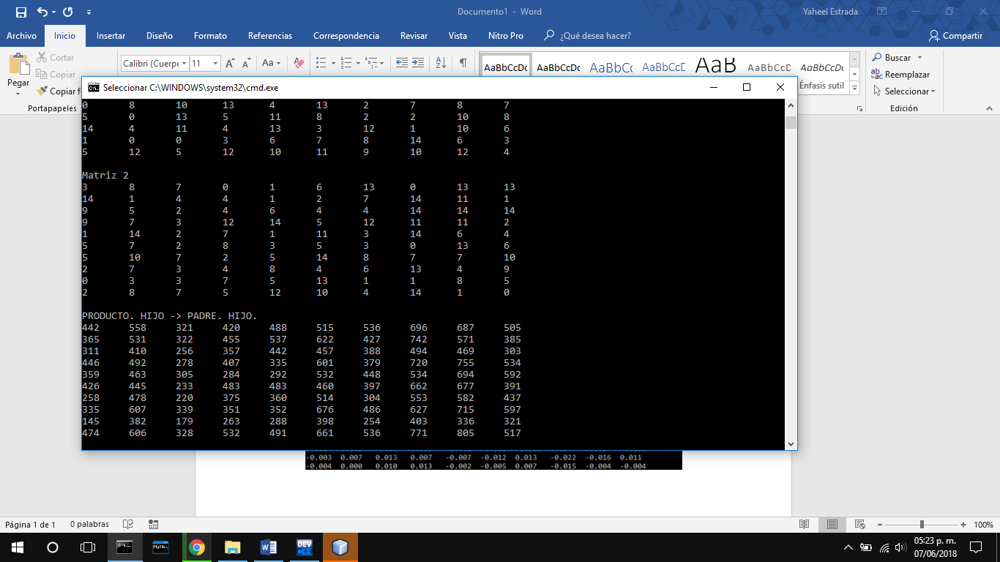 Documento1 - Word
Yaheel Estrada
Archivo Inicio Insertar Diseño Formato Referencias Correspondencia Revisar Vista Nitro Pro ¿Qué desea hacer? Compartir
Pegar
Cortar
Copiar
Copiar f
Portapapeles
Calibri (Cuerpo 11
AaBbCcDc AaBbCcDc AaBbCc AaBbCcD AaB AaBbCcD AaBbCcDc
Énfasis sutil
Buscar
Reemplazar
Seleccionar
Edición
Seleccionar C:\WINDOWS\system32\cmd.exe
0 8 10 13 4 13 2 7 8 7
5 0 13 5 11 8 2 2 10 8
14 4 11 4 13 3 12 1 10 6
1 0 0 3 6 7 8 14 6 3
5 12 5 12 10 11 9 10 12 4
Matriz 2
3 8 7 0 1 6 13 0 13 13
14 1 4 4 1 2 7 14 11 1
9 5 2 4 6 4 4 14 14 14
9 7 3 12 14 5 12 11 11 2
1 14 2 7 1 11 3 14 6 4
5 7 2 8 3 5 3 0 13 6
5 10 7 2 5 14 8 7 7 10
2 7 3 4 8 4 6 13 4 9
0 3 3 7 5 13 1 1 8 5
2 8 7 5 12 10 4 14 1 0
PRODUCTO. HIJO -> PADRE. HIJO.
442 558 321 420 488 515 536 696 687 505
365 531 322 455 537 622 427 742 571 385
311 410 256 357 442 457 388 494 469 303
446 492 278 407 335 601 379 720 755 534
359 463 305 284 292 532 448 534 694 592
426 445 233 483 483 460 397 662 677 391
258 478 220 375 360 514 304 553 582 437
335 607 339 351 352 676 486 627 715 597
145 382 179 263 288 398 254 403 336 321
474 606 328 532 491 661 536 771 805 517
-0.003 0.007 0.013 0.007 -0.007 -0.012 0.013 -0.022 -0.016 0.011
-0.004 0.000 0.010 0.013 -0.002 -0.005 0.007 -0.015 -0.004 -0.004
Página 1 de 1 0 palabras 100%
05:23 p. m.
07/06/2018